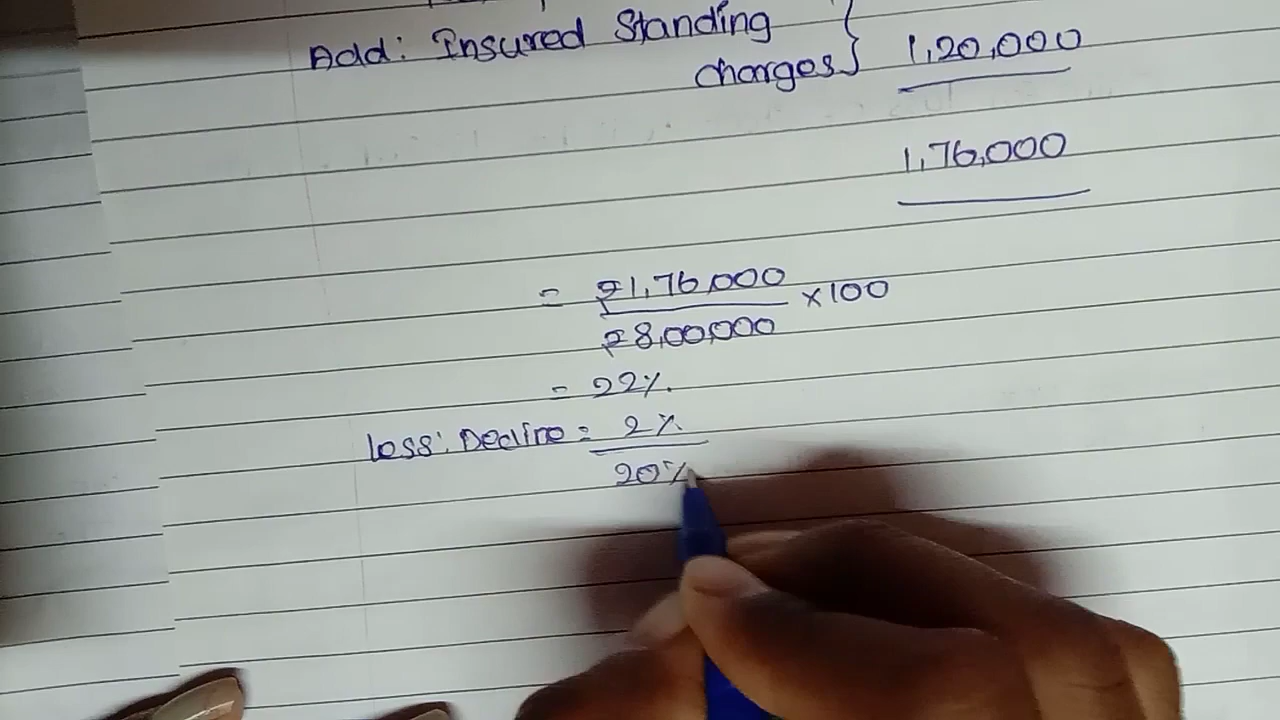 Add: Insured Standing
charges} 1,20,000
1,76,000
= ₹1,76,000
₹8,00,000 ×100
= 22%.
Less: Decline = 2%.
20%